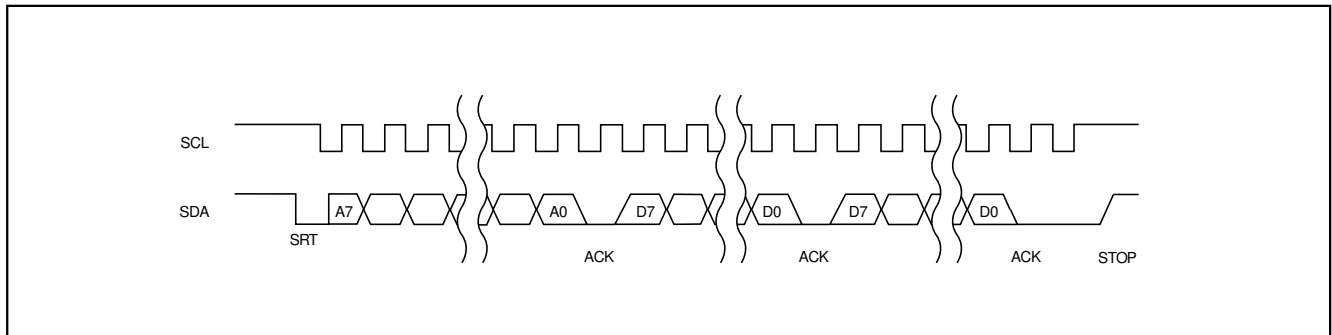 SCL
SDA A7 A0 D7 D0 D7 D0
SRT
ACK ACK ACK STOP